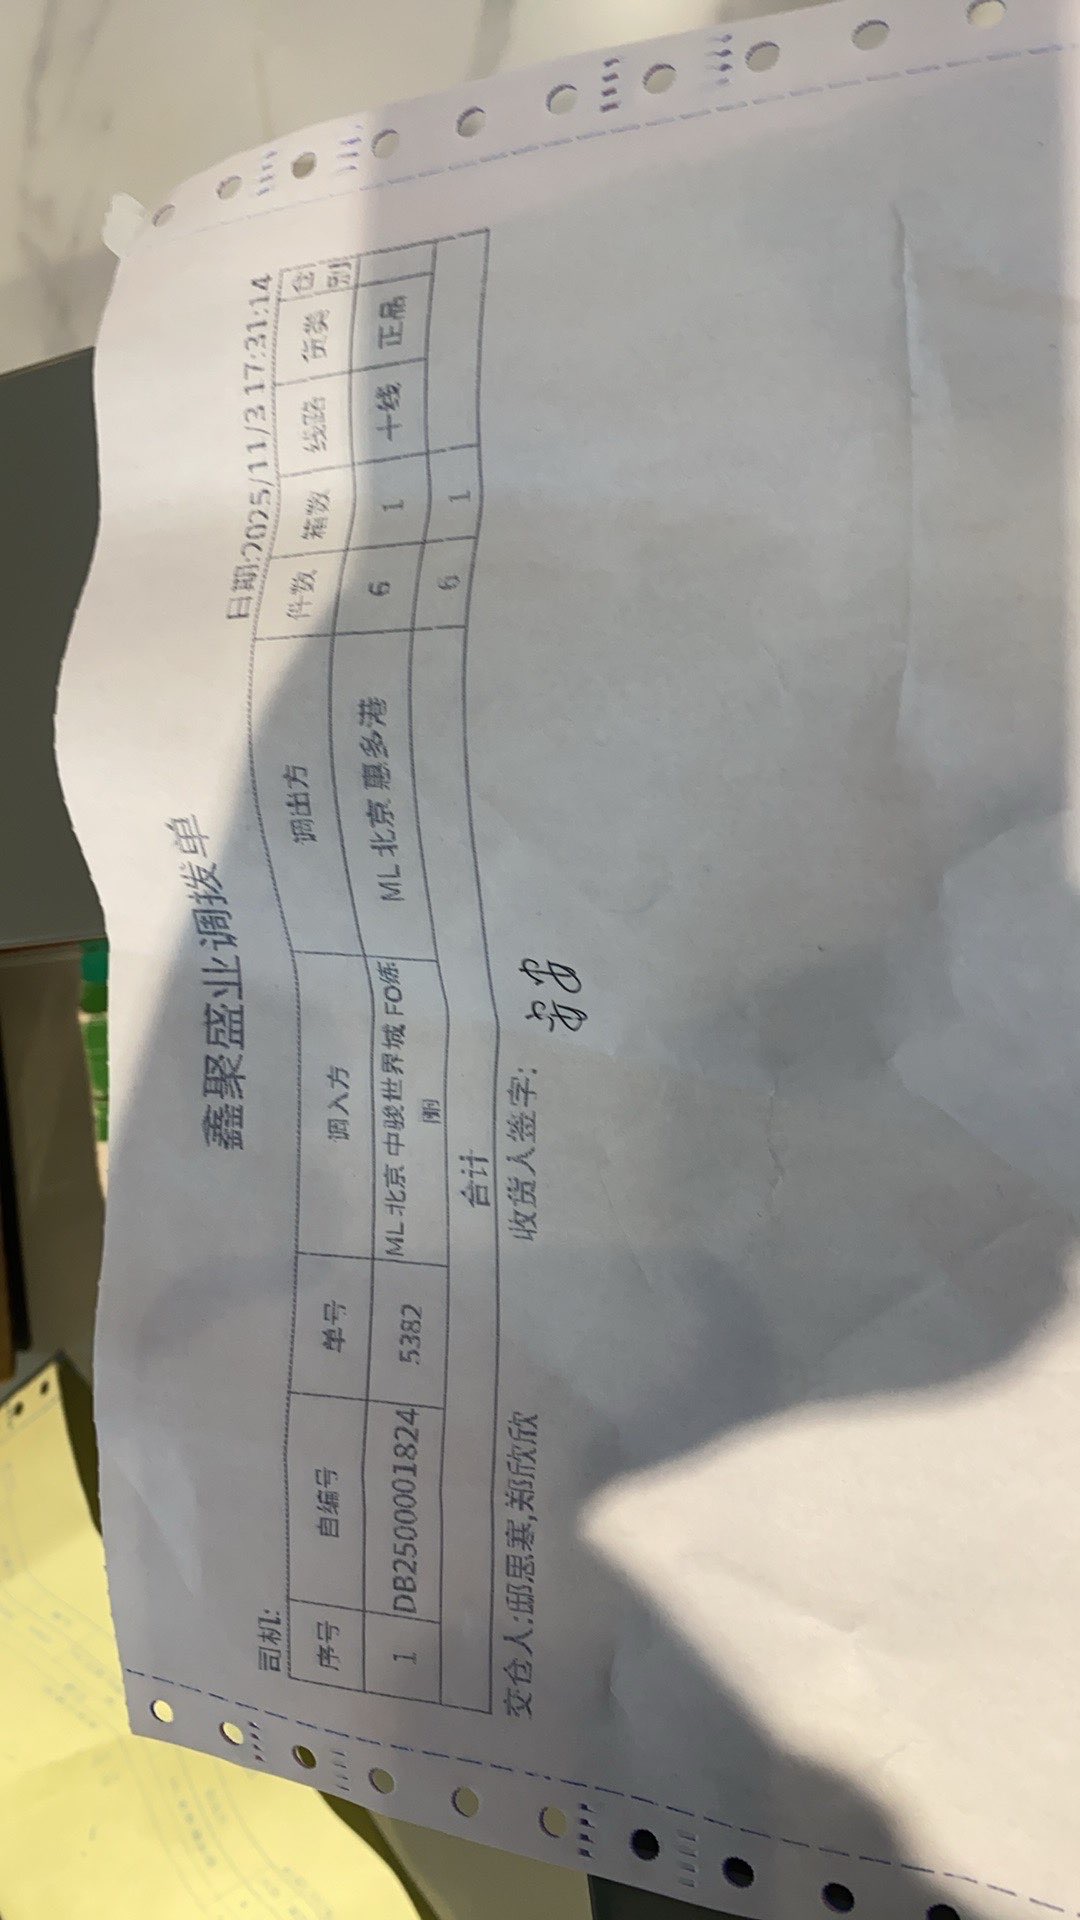 鑫聚盛业调拨单
司机: 日期:2025/11/3 17:31:14
序号 自编号 单号 调入方 调出方 件数 箱数 线路 货类 仓别
1 DB2500001824 5382 ML 北京 中骏世界城 FO栋 ML 北京 惠多港 6 1 十线 正品
合计 6 1
交仓人:邸思寒,郑欣欣 收货人签字: